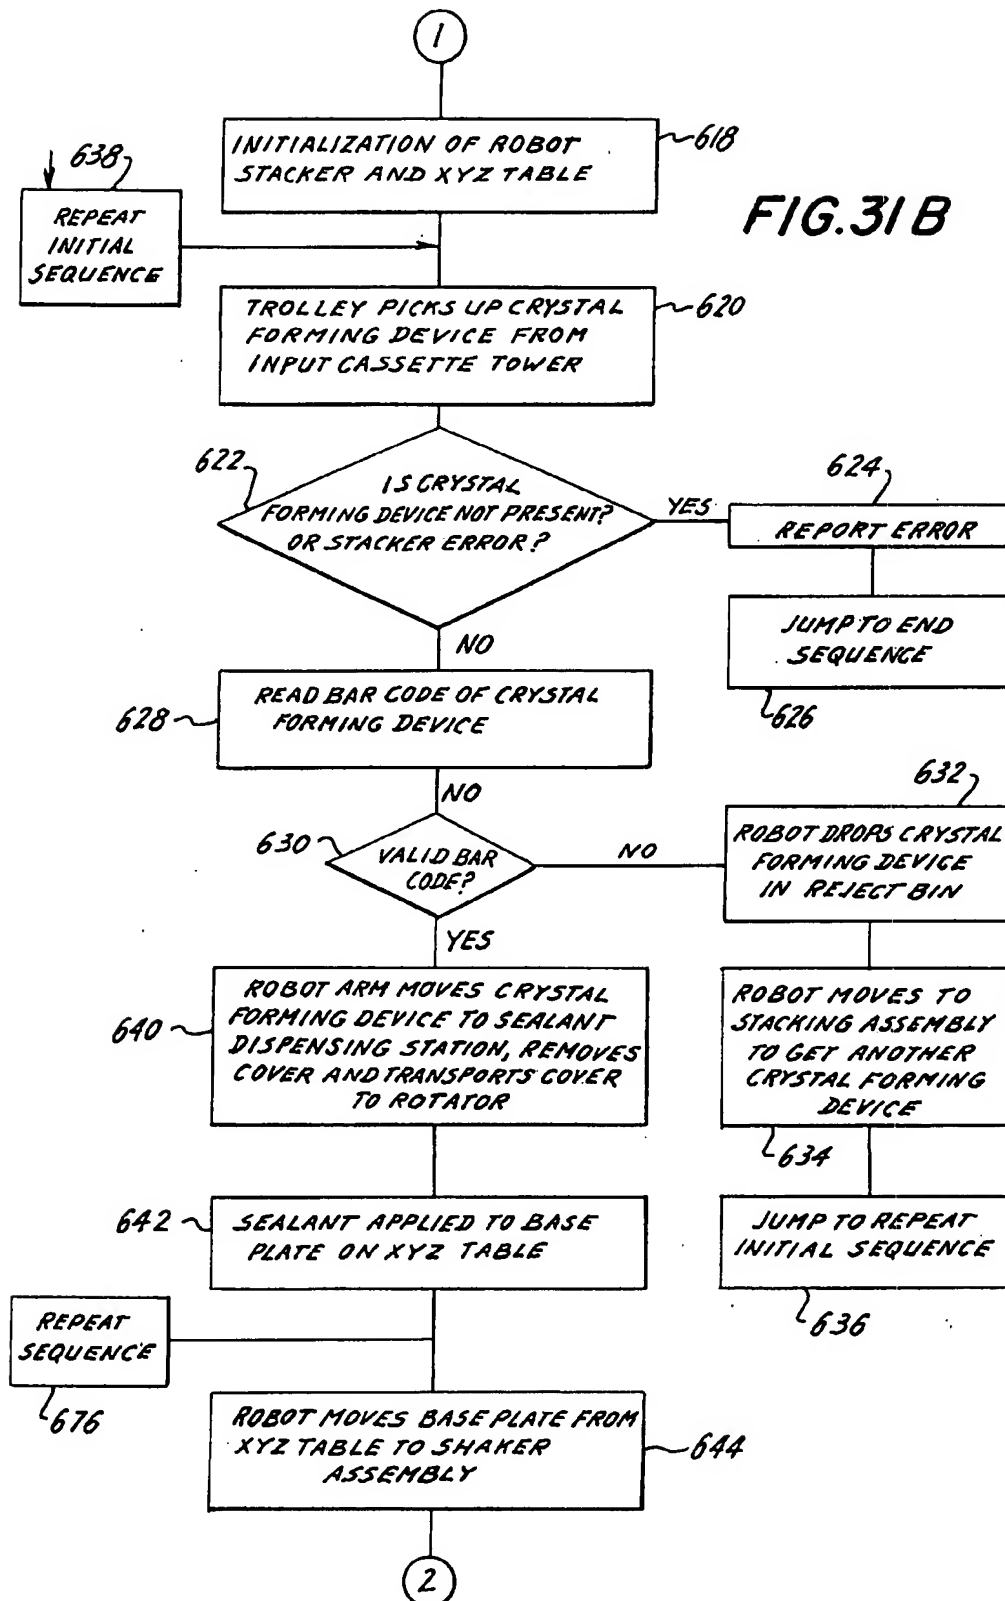 1
INITIALIZATION OF ROBOT
STACKER AND XYZ TABLE
618
638
REPEAT
INITIAL
SEQUENCE
FIG.31B
TROLLEY PICKS UP CRYSTAL
FORMING DEVICE FROM
INPUT CASSETTE TOWER
620
622
IS CRYSTAL
FORMING DEVICE NOT PRESENT?
OR STACKER ERROR?
YES
624
REPORT ERROR
JUMP TO END
SEQUENCE
626
NO
628
READ BAR CODE OF CRYSTAL
FORMING DEVICE
NO
630
VALID BAR
CODE?
NO
632
ROBOT DROPS CRYSTAL
FORMING DEVICE
IN REJECT BIN
YES
640
ROBOT ARM MOVES CRYSTAL
FORMING DEVICE TO SEALANT
DISPENSING STATION, REMOVES
COVER AND TRANSPORTS COVER
TO ROTATOR
ROBOT MOVES TO
STACKING ASSEMBLY
TO GET ANOTHER
CRYSTAL FORMING
DEVICE
634
642
SEALANT APPLIED TO BASE
PLATE ON XYZ TABLE
JUMP TO REPEAT
INITIAL SEQUENCE
636
REPEAT
SEQUENCE
676
ROBOT MOVES BASE PLATE FROM
XYZ TABLE TO SHAKER
ASSEMBLY
644
2